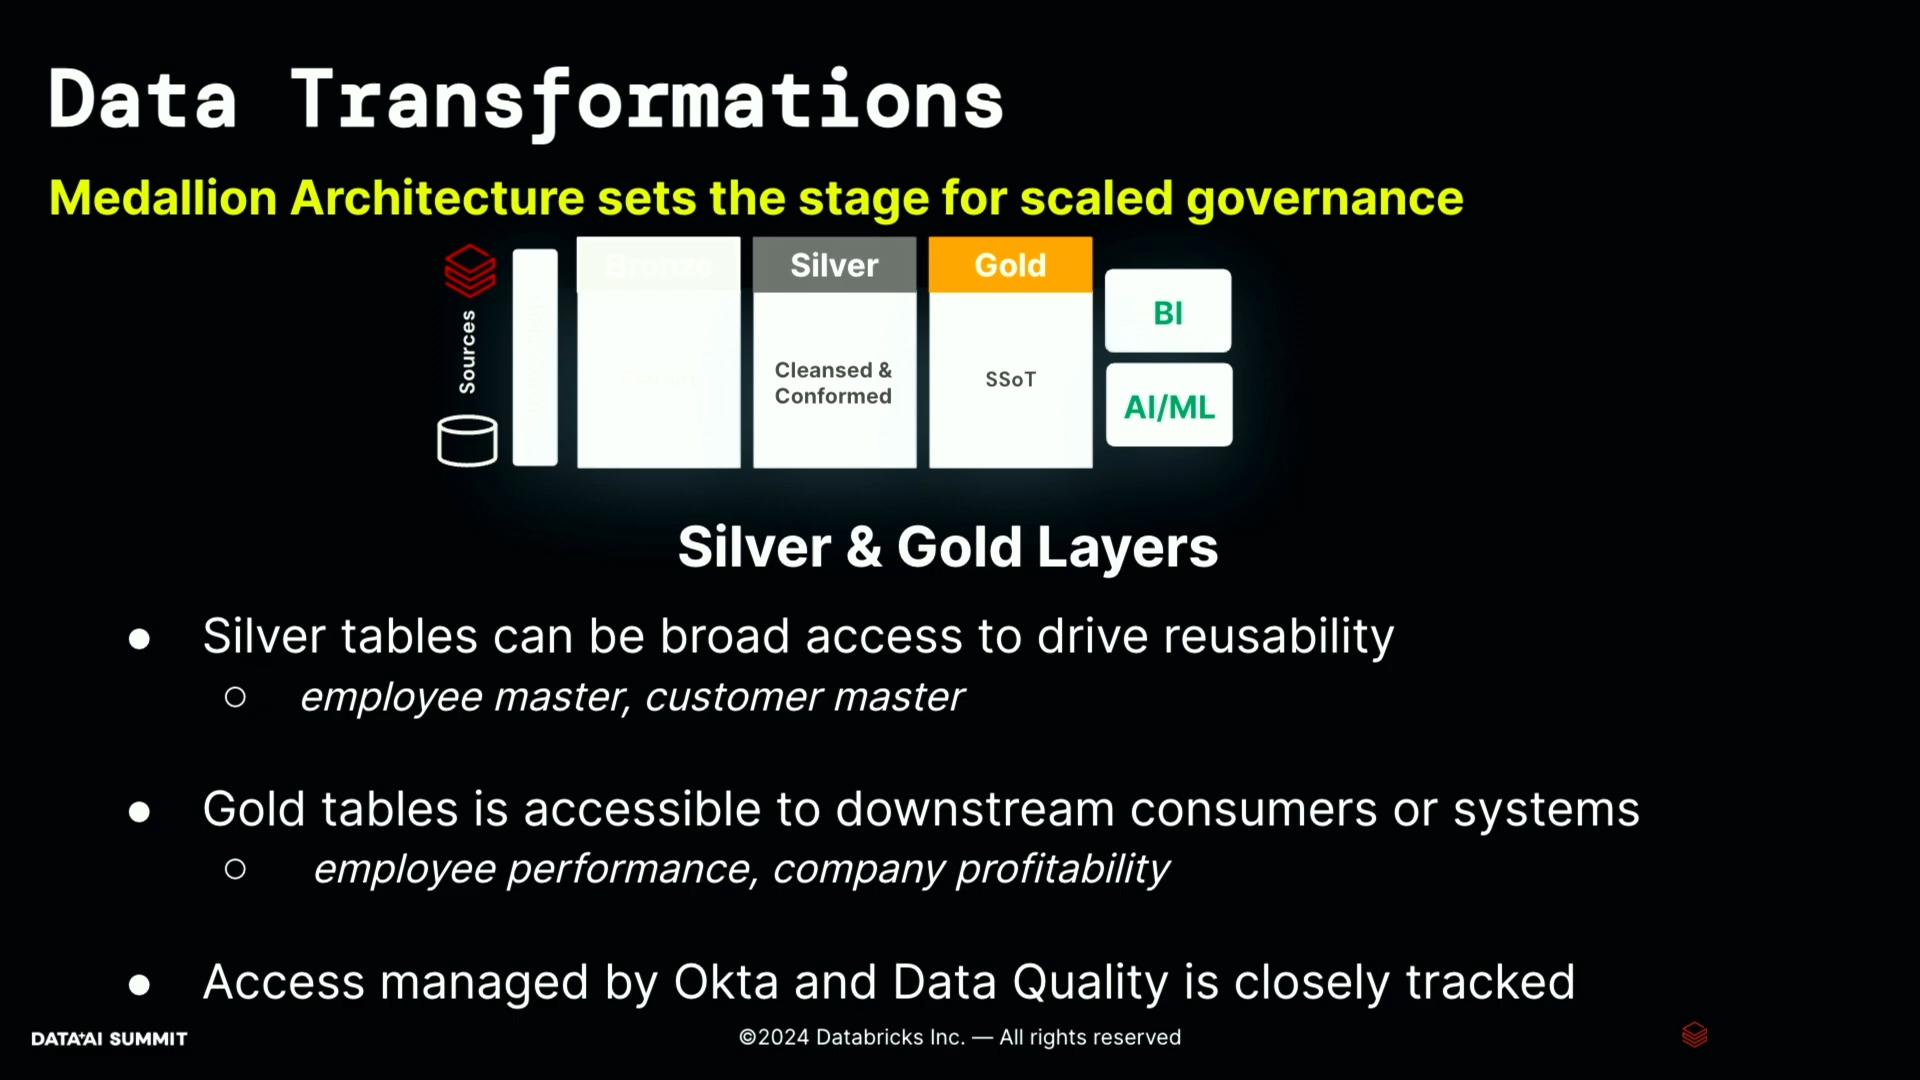 Data Transformations
Medallion Architecture sets the stage for scaled governance
Sources
Bronze
Silver
Gold
Cleansed &
Conformed
SSoT
BI
AI/ML
Silver & Gold Layers
● Silver tables can be broad access to drive reusability
○ employee master, customer master
● Gold tables is accessible to downstream consumers or systems
○ employee performance, company profitability
● Access managed by Okta and Data Quality is closely tracked
DATA+AI SUMMIT
©2024 Databricks Inc. — All rights reserved